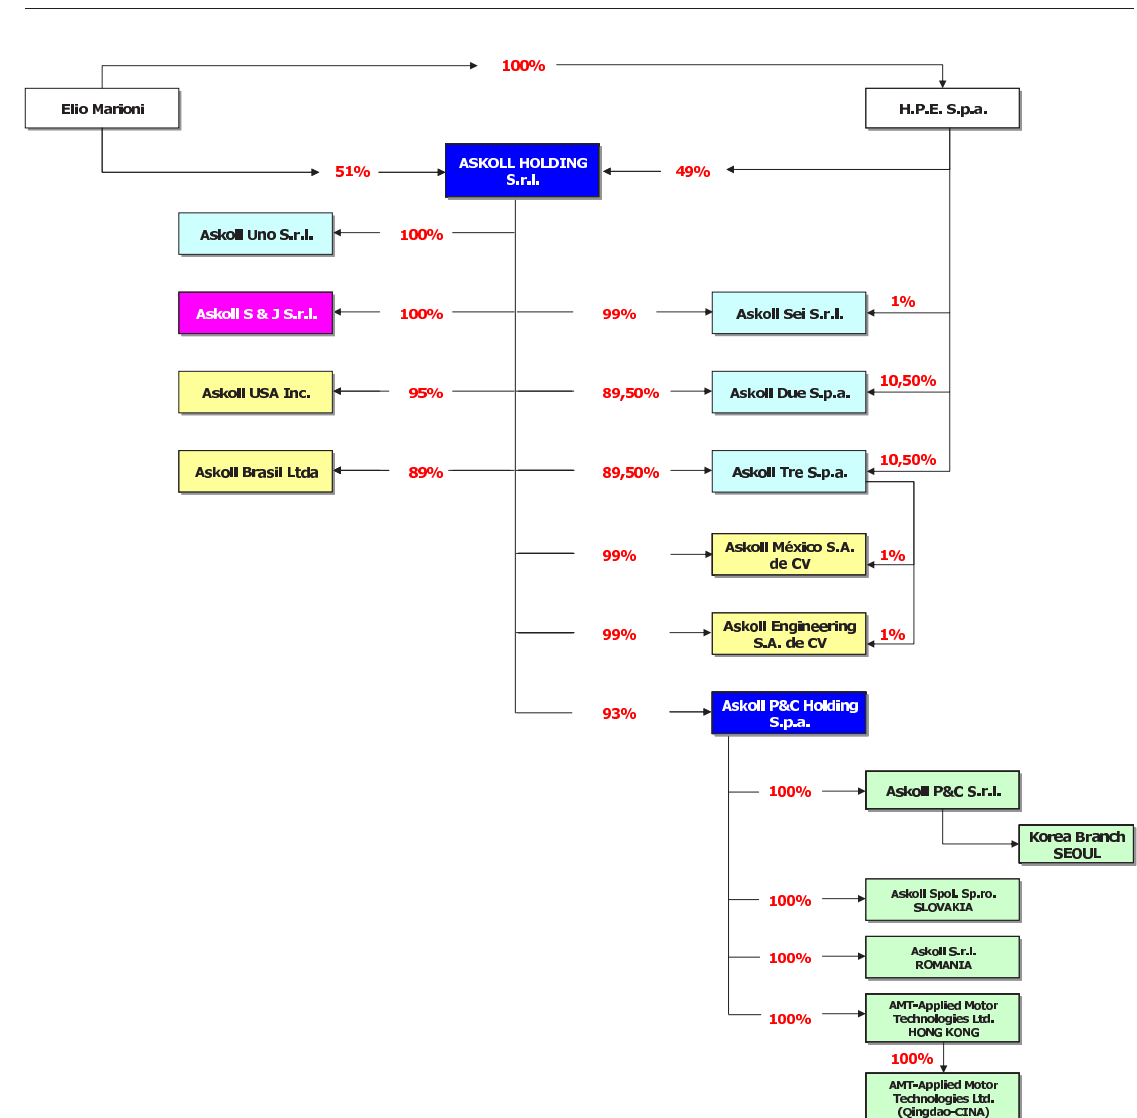 100%
Elio Marioni
H.P.E. S.p.a.
ASKOLL HOLDING
S.r.l.
51%
49%
Askoll Uno S.r.l.
100%
Askoll S & J S.r.l.
100%
99%
Askoll Sei S.r.l.
1%
Askoll USA Inc.
95%
89,50%
Askoll Due S.p.a.
10,50%
Askoll Brasil Ltda
89%
89,50%
Askoll Tre S.p.a.
10,50%
99%
Askoll México S.A.
de CV
1%
99%
Askoll Engineering
S.A. de CV
1%
93%
Askoll P&C Holding
S.p.a.
100%
Askoll P&C S.r.l.
Korea Branch
SEOUL
100%
Askoll Spol. Sp.ro.
SLOVAKIA
100%
Askoll S.r.l.
ROMANIA
100%
AMT-Applied Motor
Technologies Ltd.
HONG KONG
100%
AMT-Applied Motor
Technologies Ltd.
(Qingdao-CINA)